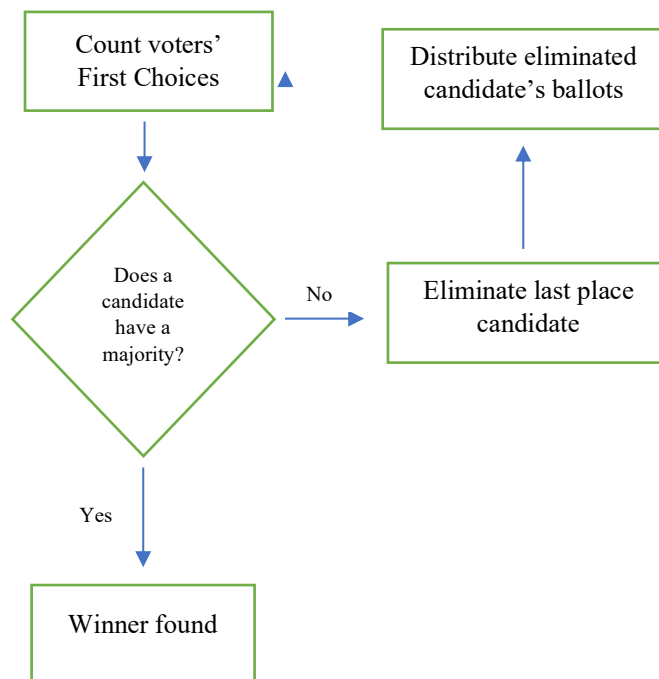 Count voters’
First Choices
Distribute eliminated
candidate’s ballots
Does a
candidate
have a
majority?
No
Eliminate last place
candidate
Yes
Winner found